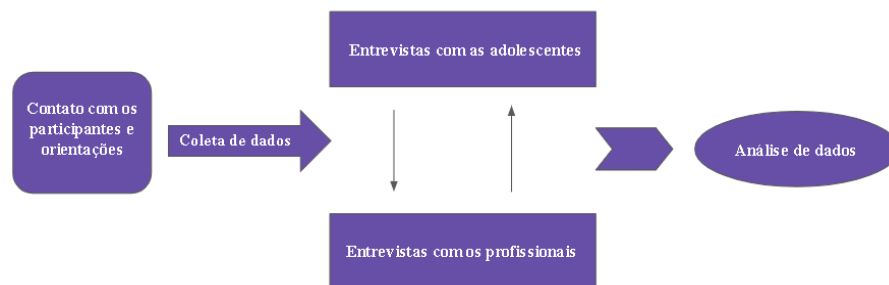 Entrevistas com as adolescentes
Contato com os
participantes e
orientações
Coleta de dados
Análise de dados
Entrevistas com os profissionais